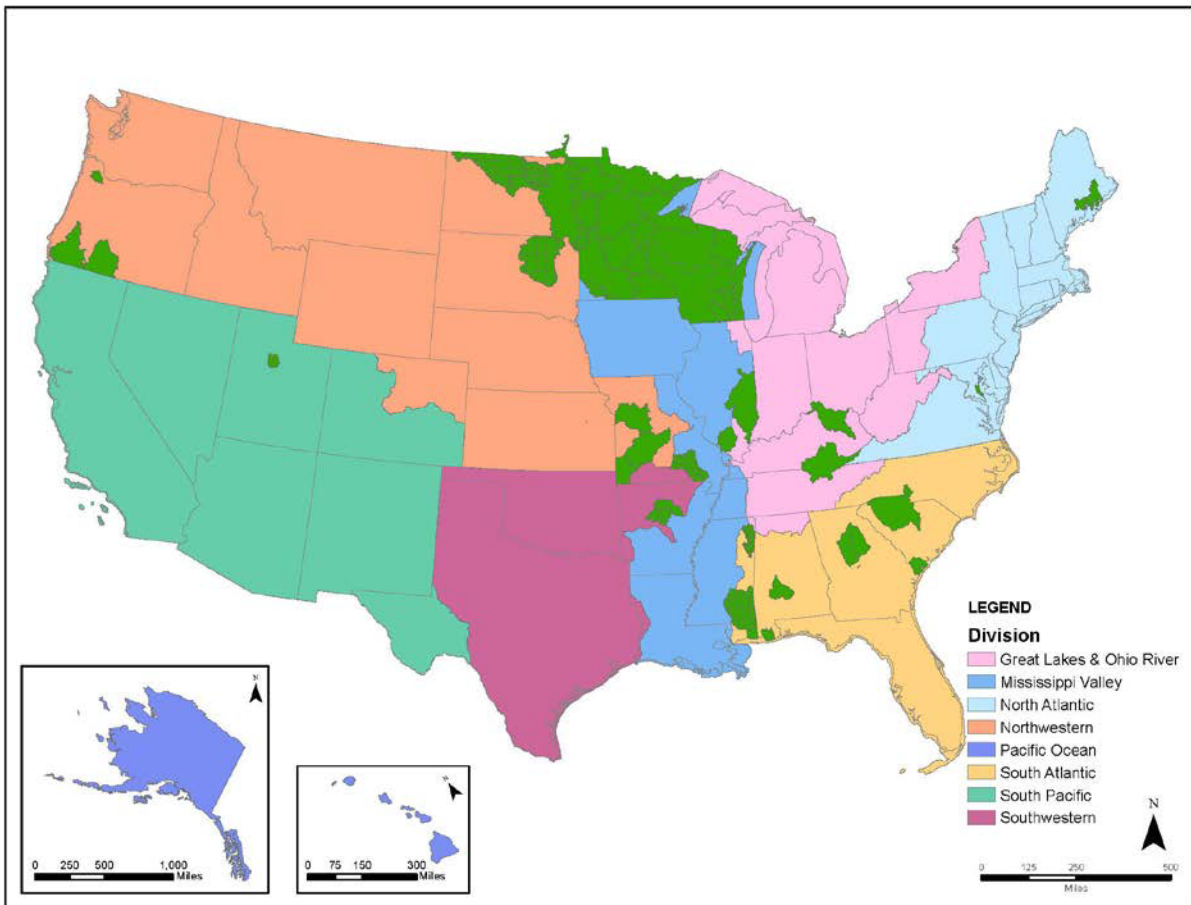 LEGEND
Division
Great Lakes & Ohio River
Mississippi Valley
North Atlantic
Northwestern
Pacific Ocean
South Atlantic
South Pacific
Southwestern
N
0 250 500 1,000
Miles
N
0 75 150 300
Miles
N
0 125 250 500
Miles